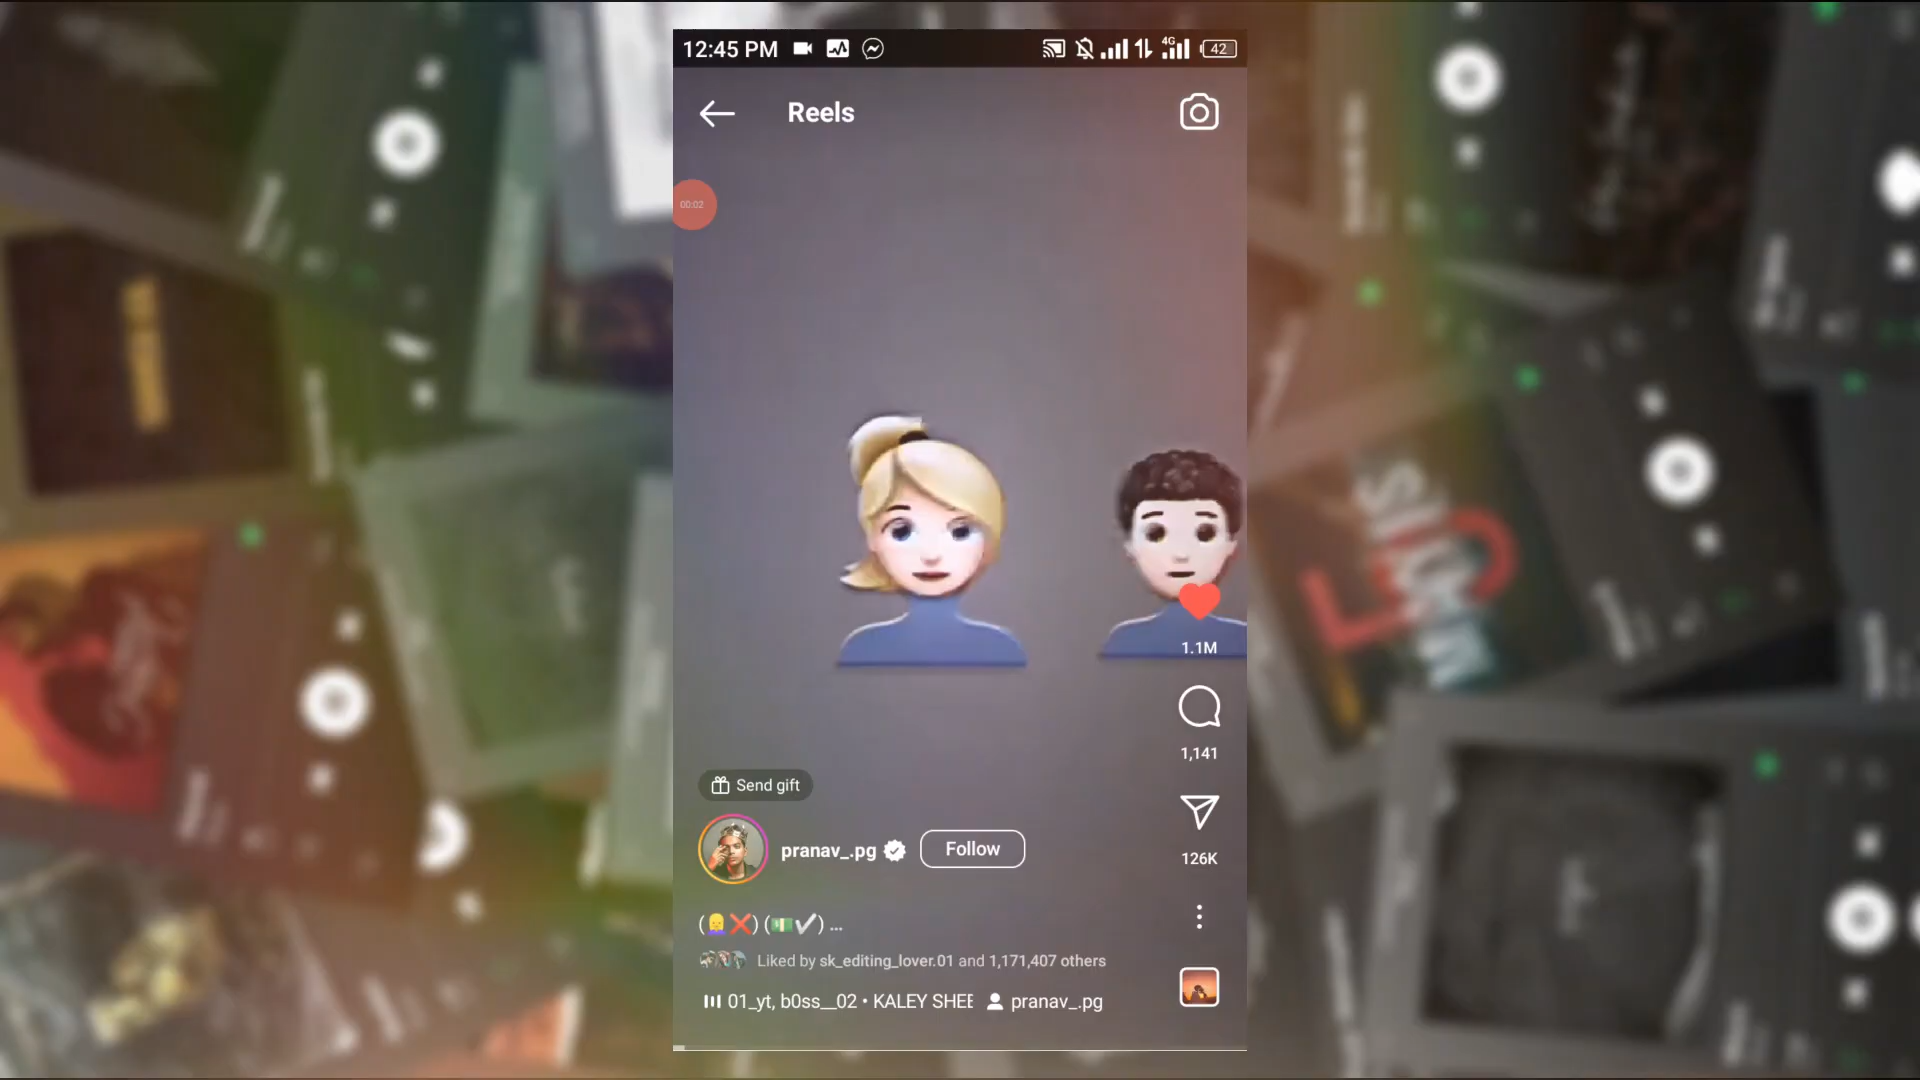 12:45 PM 4G 42
Reels
00:02
1.1M
1,141
Send gift
pranav_.pg Follow
126K
(👱‍♀️❌) (💵✔️) ...
Liked by sk_editing_lover.01 and 1,171,407 others
01_yt, b0ss__02 • KALEY SHEE pranav_.pg